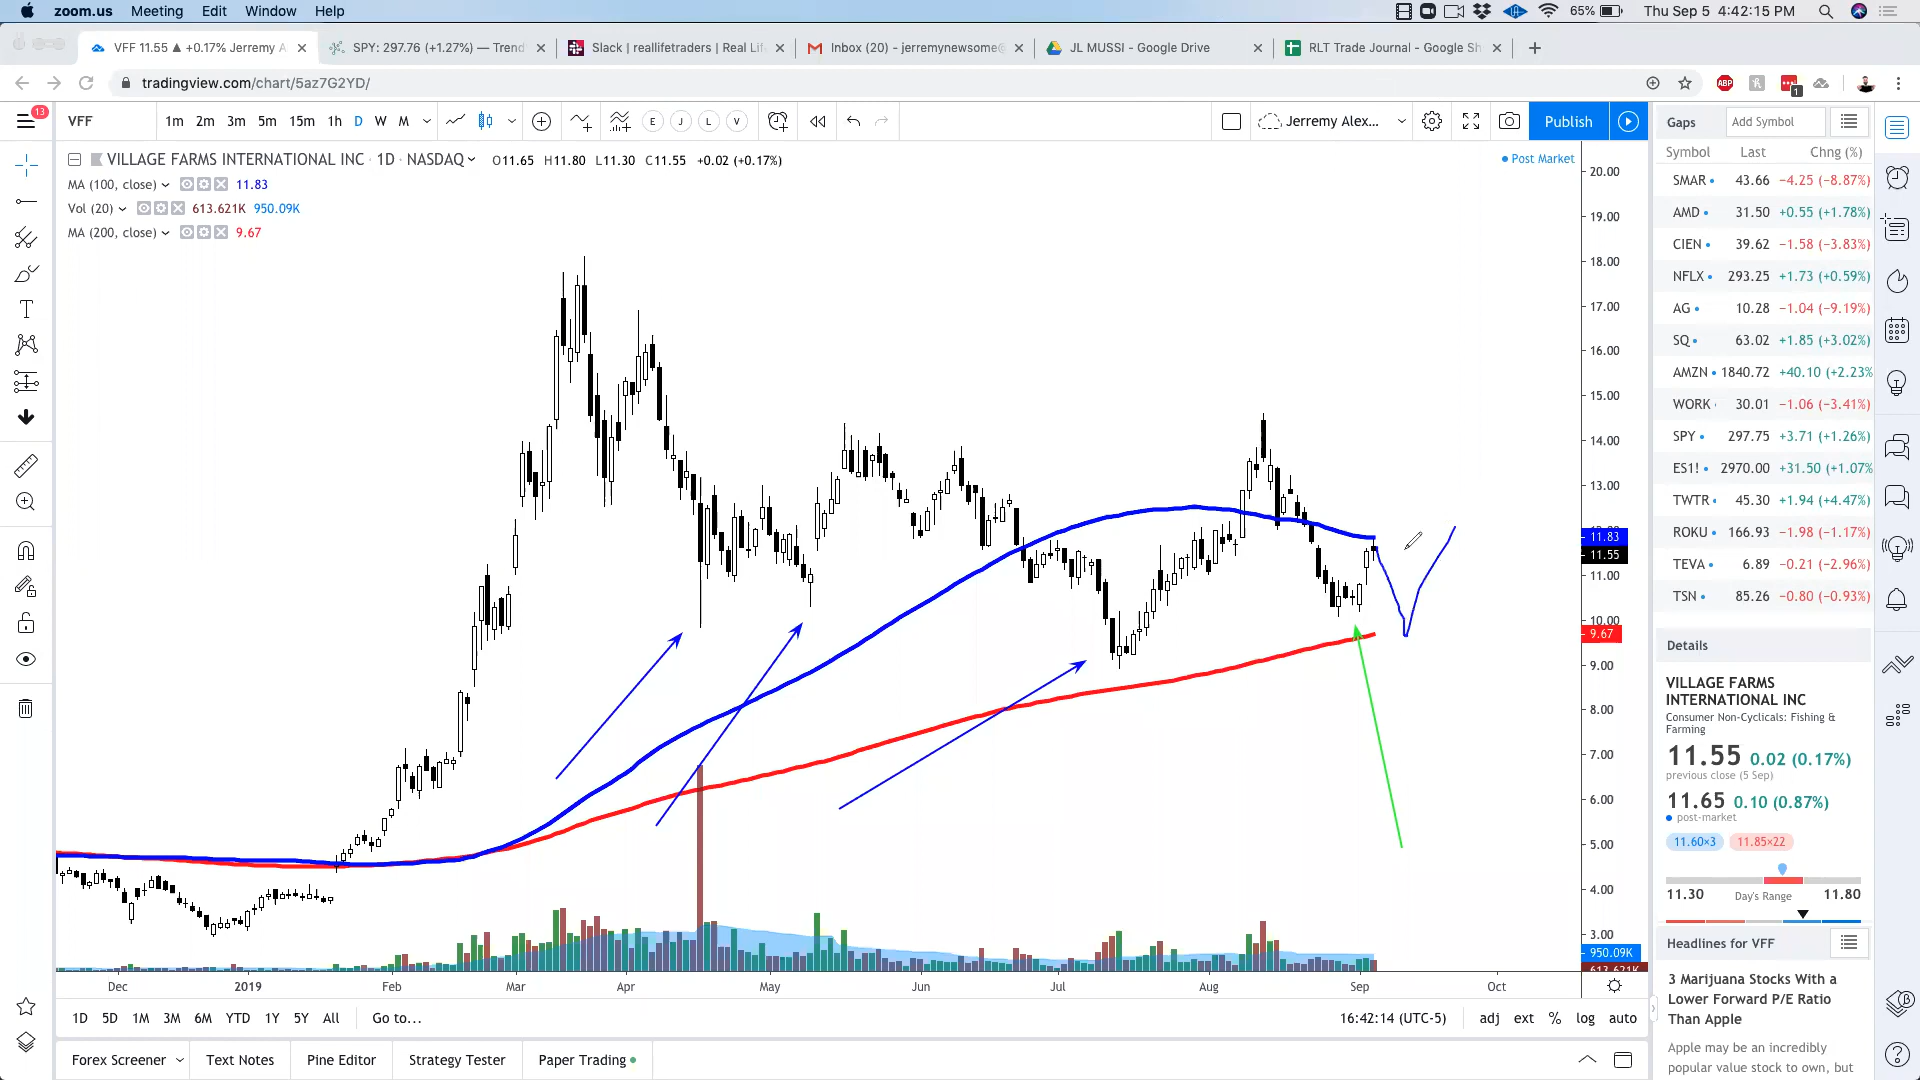 zoom.us Meeting Edit Window Help 65% Thu Sep 5 4:42:15 PM
VFF 11.55 ▲ +0.17% Jerremy A
SPY: 297.76 (+1.27%) — Trend
Slack | reallifetraders | Real Lif
Inbox (20) - jerremynewsome@
JL MUSSI - Google Drive
RLT Trade Journal - Google Sh
tradingview.com/chart/5az7G2YD/
ABP
1
13
VFF 1m 2m 3m 5m 15m 1h D W M E J L V Jerremy Alex... Publish
VILLAGE FARMS INTERNATIONAL INC · 1D · NASDAQ O11.65 H11.80 L11.30 C11.55 +0.02 (+0.17%)
Post Market
MA (100, close) 11.83
Vol (20) 613.621K 950.09K
MA (200, close) 9.67
20.00
19.00
18.00
17.00
16.00
15.00
14.00
13.00
11.83
11.55
11.00
10.00
9.67
9.00
8.00
7.00
6.00
5.00
4.00
3.00
950.09K
613.621K
Dec 2019 Feb Mar Apr May Jun Jul Aug Sep Oct
1D 5D 1M 3M 6M YTD 1Y 5Y All Go to... 16:42:14 (UTC-5) adj ext % log auto
Forex Screener Text Notes Pine Editor Strategy Tester Paper Trading
Gaps Add Symbol
Symbol Last Chng (%)
SMAR 43.66 −4.25 (−8.87%)
AMD 31.50 +0.55 (+1.78%)
CIEN 39.62 −1.58 (−3.83%)
NFLX 293.25 +1.73 (+0.59%)
AG 10.28 −1.04 (−9.19%)
SQ 63.02 +1.85 (+3.02%)
AMZN 1840.72 +40.10 (+2.23%
WORK 30.01 −1.06 (−3.41%)
SPY 297.75 +3.71 (+1.26%)
ES1! 2970.00 +31.50 (+1.07%
TWTR 45.30 +1.94 (+4.47%)
ROKU 166.93 −1.98 (−1.17%)
TEVA 6.89 −0.21 (−2.96%)
TSN 85.26 −0.80 (−0.93%)
Details
VILLAGE FARMS
INTERNATIONAL INC
Consumer Non-Cyclicals: Fishing &
Farming
11.55 0.02 (0.17%)
previous close (5 Sep)
11.65 0.10 (0.87%)
post-market
11.60×3 11.85×22
11.30 Day's Range 11.80
Headlines for VFF
3 Marijuana Stocks With a
Lower Forward P/E Ratio
Than Apple
Apple may be an incredibly
popular value stock to own, but